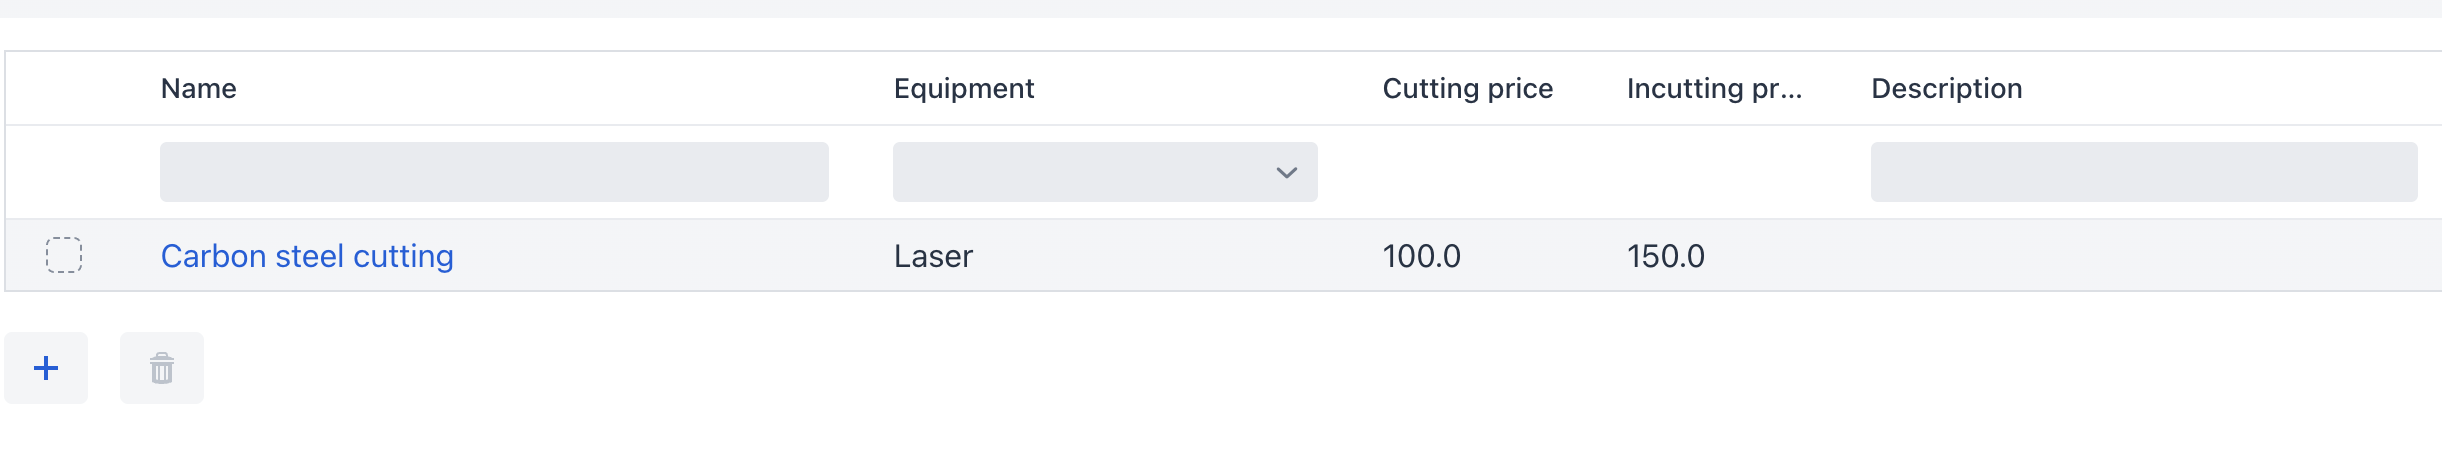 Name Equipment Cutting price Incutting pr... Description
Carbon steel cutting Laser 100.0 150.0